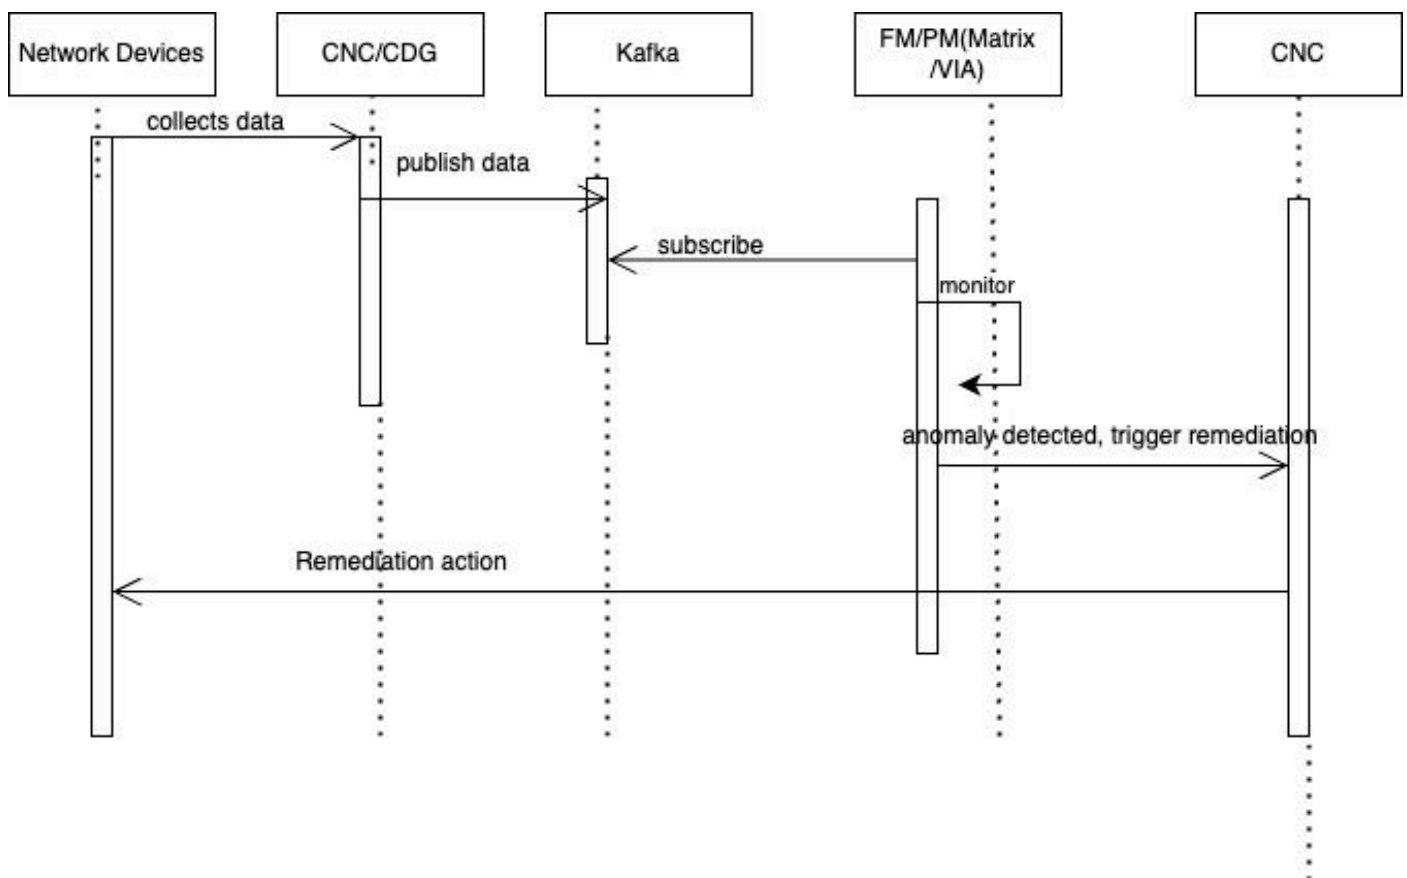 Network Devices
CNC/CDG
Kafka
FM/PM(Matrix
/VIA)
CNC
collects data
publish data
subscribe
monitor
anomaly detected, trigger remediation
Remediation action